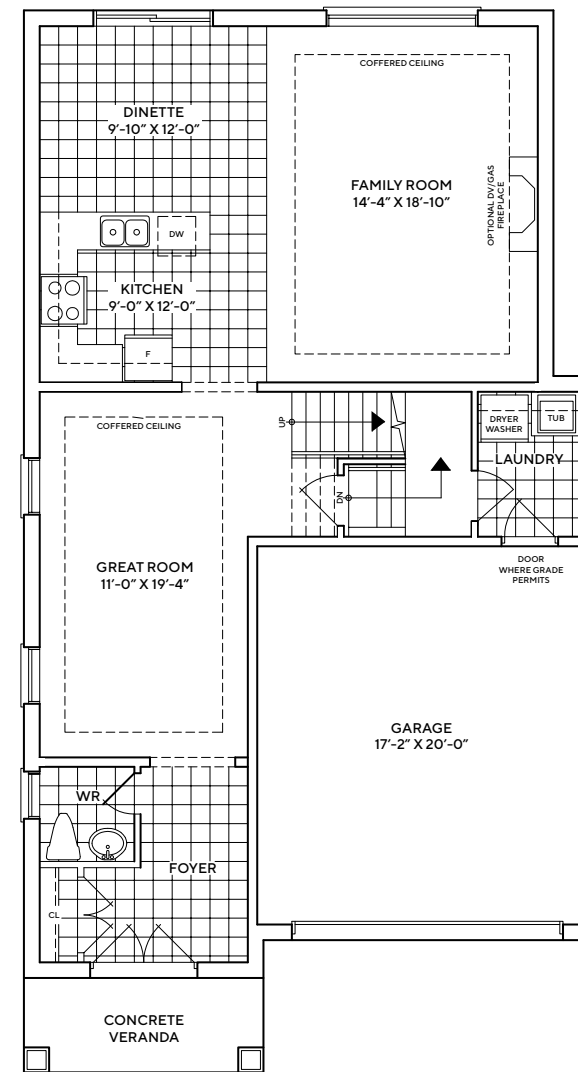 COFFERED CEILING
DINETTE
9’-10” X 12’-0”
FAMILY ROOM
14’-4” X 18’-10”
OPTIONAL DV/GAS
FIREPLACE
DW
KITCHEN
9’-0” X 12’-0”
F
COFFERED CEILING
UP
DRYER
WASHER
TUB
LAUNDRY
DN
DOOR
WHERE GRADE
PERMITS
GREAT ROOM
11’-0” X 19’-4”
GARAGE
17’-2” X 20’-0”
WR
FOYER
CL
CONCRETE
VERANDA